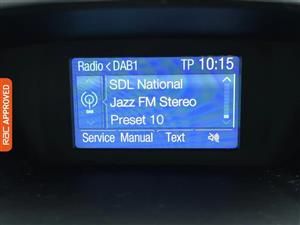 Radio < DAB1 TP 10:15
SDL National
Jazz FM Stereo
Preset 10
Service Manual Text
RAC APPROVED